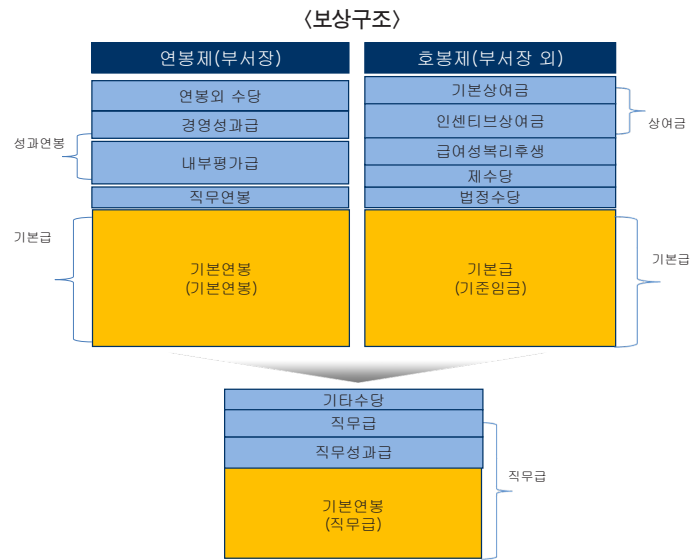 〈보상구조〉
연봉제(부서장)
연봉외 수당
경영성과급
내부평가급
직무연봉
기본연봉
(기본연봉)
성과연봉
기본급
호봉제(부서장 외)
기본상여금
인센티브상여금
급여성복리후생
제수당
법정수당
기본급
(기준임금)
상여금
기본급
기타수당
직무급
직무성과급
기본연봉
(직무급)
직무급